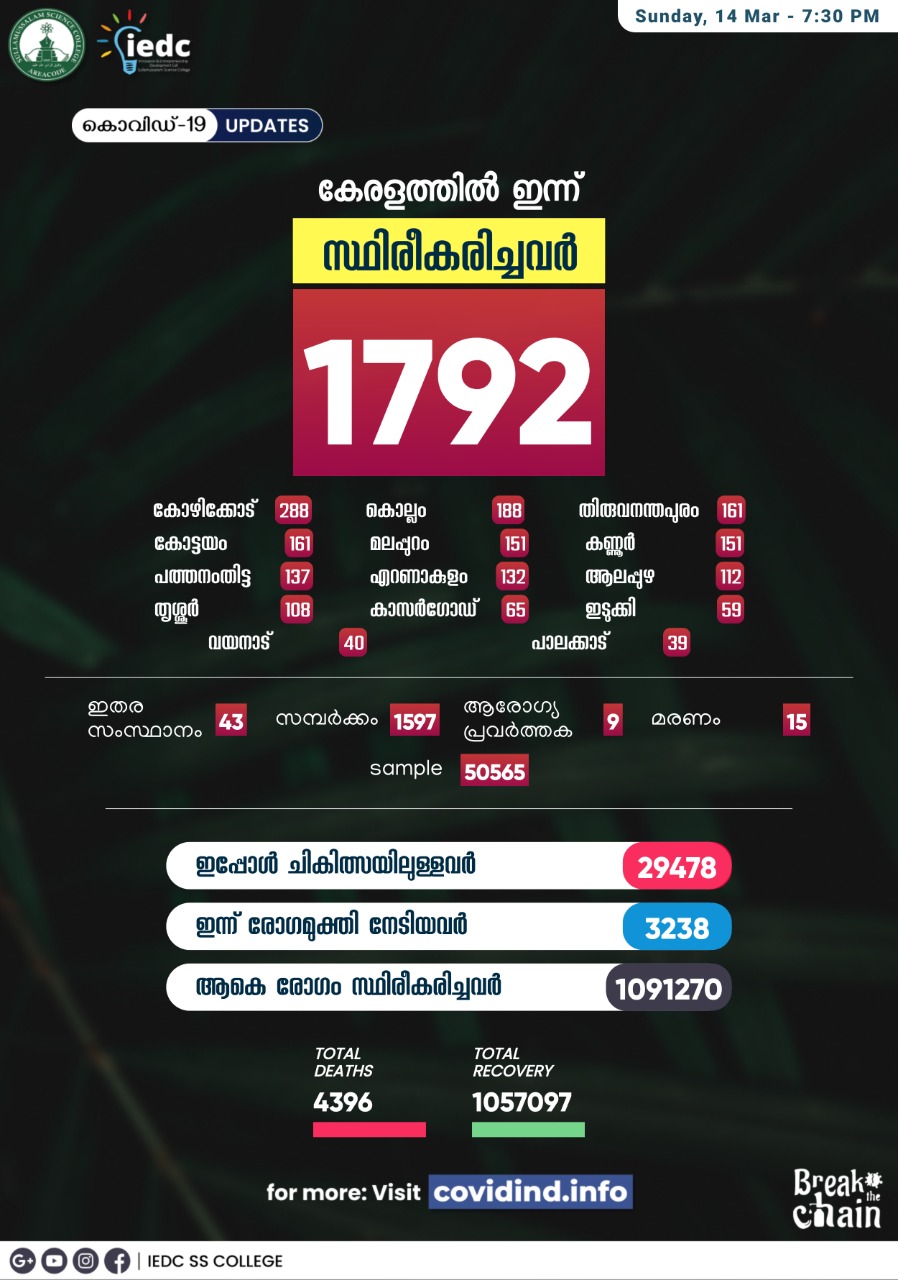 Sunday, 14 Mar - 7:30 PM
SULLAMUSSALAM SCIENCE COLLEGE
AREACODE
iedc
കൊവിഡ്-19 UPDATES
കേരളത്തിൽ ഇന്ന്
സ്ഥിരീകരിച്ചവർ
1792
കോഴിക്കോട് 288 കൊല്ലം 188 തിരുവനന്തപുരം 161
കോട്ടയം 161 മലപ്പുറം 151 കണ്ണൂർ 151
പത്തനംതിട്ട 137 എറണാകുളം 132 ആലപ്പുഴ 112
തൃശ്ശൂർ 108 കാസർഗോഡ് 65 ഇടുക്കി 59
വയനാട് 40 പാലക്കാട് 39
ഇതര സംസ്ഥാനം 43 സമ്പർക്കം 1597 ആരോഗ്യ പ്രവർത്തക 9 മരണം 15
sample 50565
ഇപ്പോൾ ചികിത്സയിലുള്ളവർ 29478
ഇന്ന് രോഗമുക്തി നേടിയവർ 3238
ആകെ രോഗം സ്ഥിരീകരിച്ചവർ 1091270
TOTAL DEATHS
4396
TOTAL RECOVERY
1057097
for more: Visit covidind.info
Break the chain
IEDC SS COLLEGE